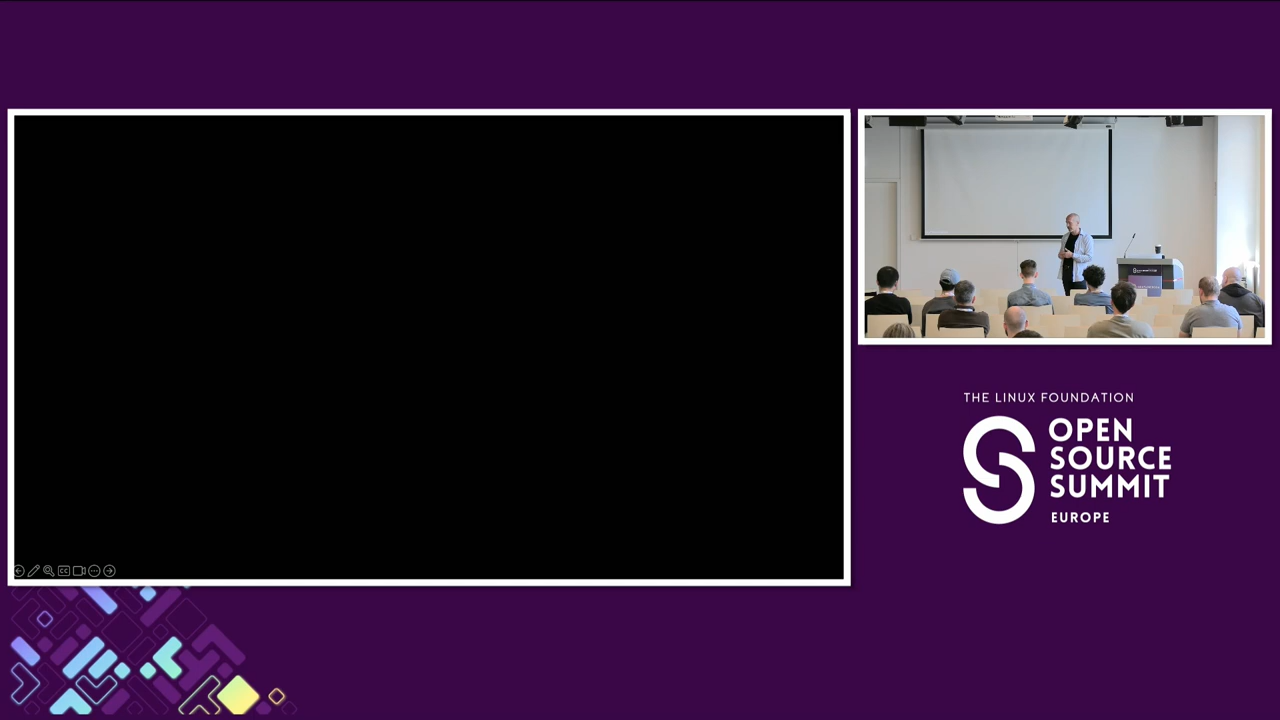 THE LINUX FOUNDATION
OPEN
SOURCE
SUMMIT
EUROPE